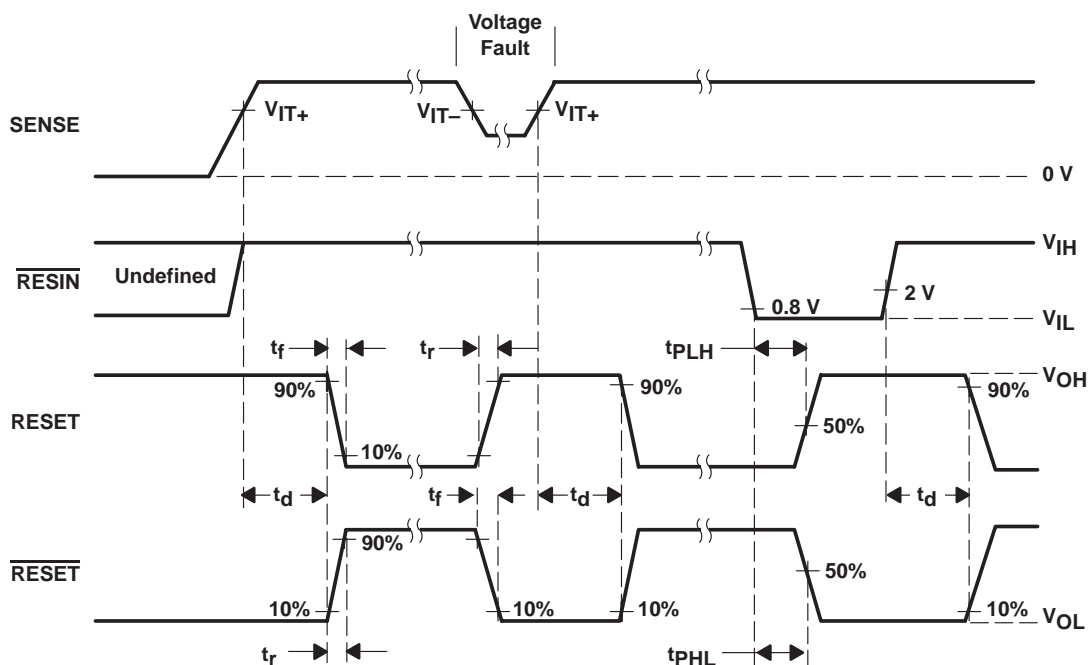 Voltage
Fault
SENSE
VIT+
VIT–
VIT+
0 V
RESIN
Undefined
0.8 V
2 V
VIH
VIL
tf
tr
tPLH
VOH
RESET
90%
10%
90%
50%
90%
td
tf
td
td
RESET
90%
10%
10%
10%
50%
10%
VOL
tr
tPHL